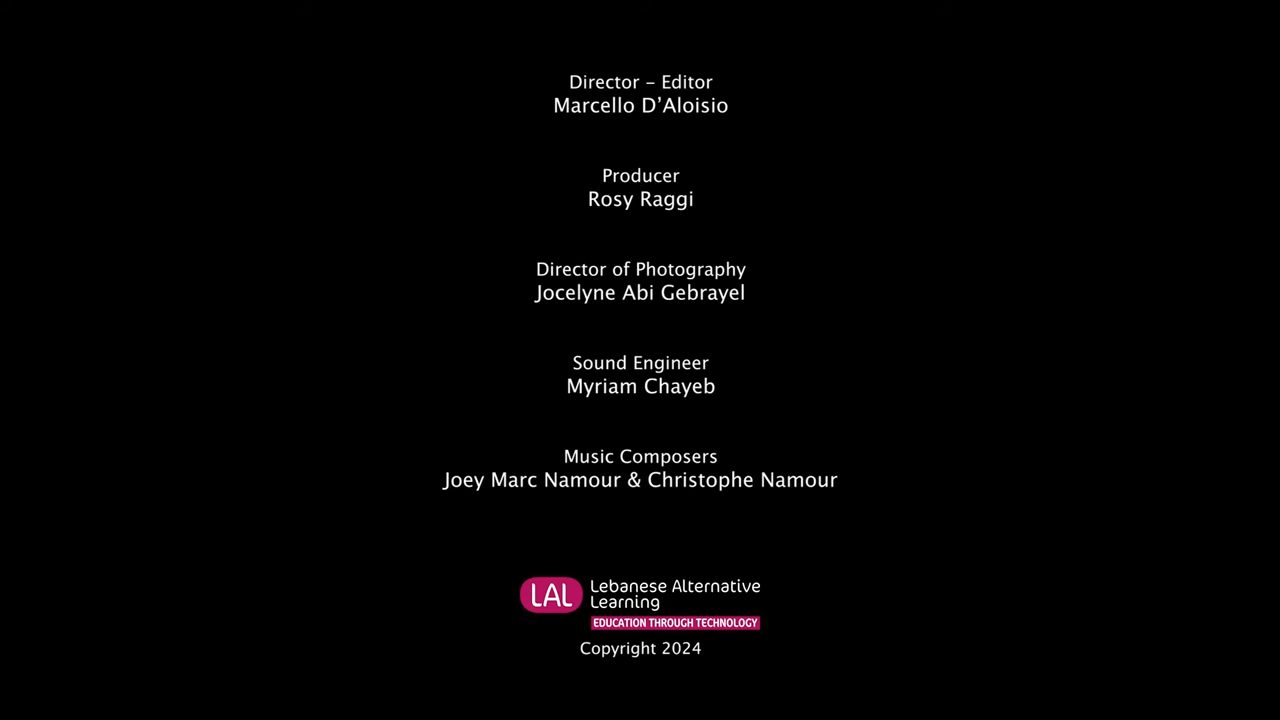 Director – Editor
Marcello D’Aloisio
Producer
Rosy Raggi
Director of Photography
Jocelyne Abi Gebrayel
Sound Engineer
Myriam Chayeb
Music Composers
Joey Marc Namour & Christophe Namour
LAL Lebanese Alternative
Learning
EDUCATION THROUGH TECHNOLOGY
Copyright 2024